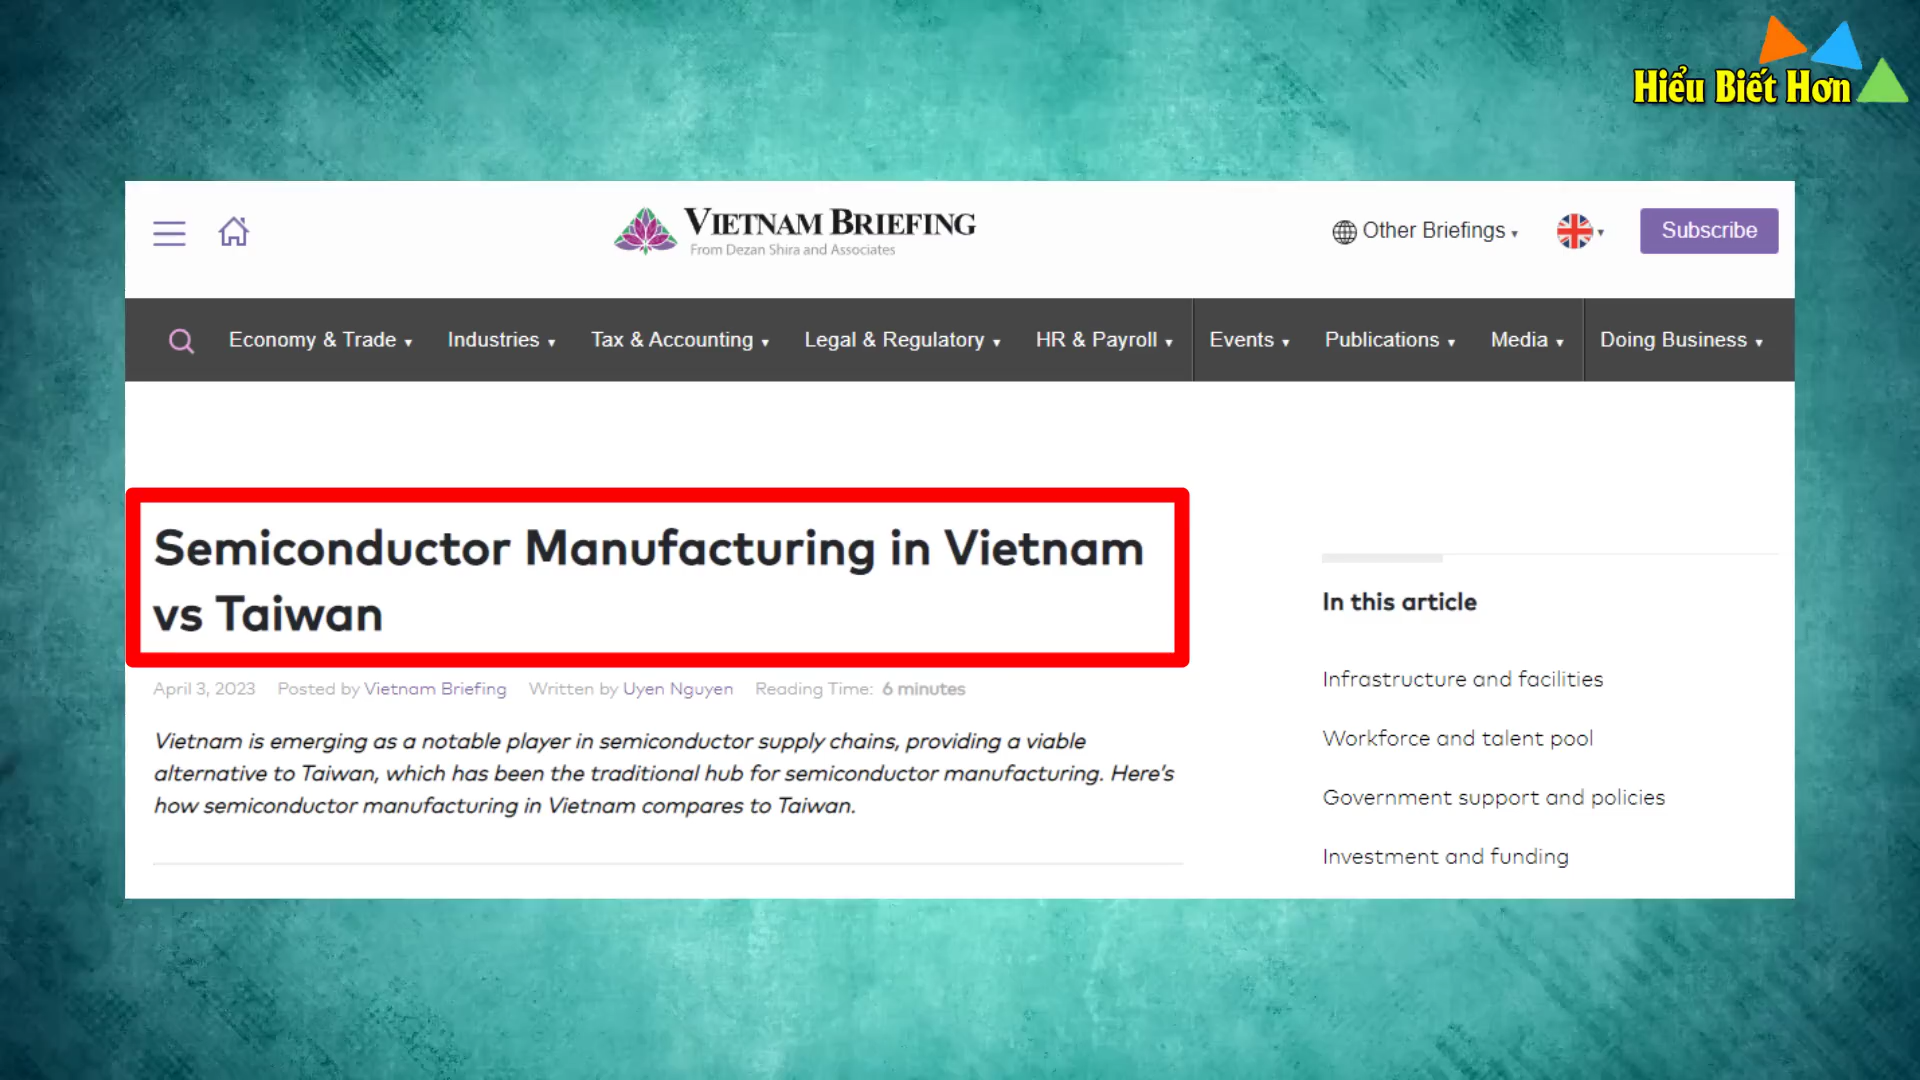 Hiểu Biết Hơn
VIETNAM BRIEFING
From Dezan Shira and Associates
Other Briefings
Subscribe
Economy & Trade Industries Tax & Accounting Legal & Regulatory HR & Payroll Events Publications Media Doing Business
Semiconductor Manufacturing in Vietnam
vs Taiwan
April 3, 2023 Posted by Vietnam Briefing Written by Uyen Nguyen Reading Time: 6 minutes
Vietnam is emerging as a notable player in semiconductor supply chains, providing a viable
alternative to Taiwan, which has been the traditional hub for semiconductor manufacturing. Here's
how semiconductor manufacturing in Vietnam compares to Taiwan.
In this article
Infrastructure and facilities
Workforce and talent pool
Government support and policies
Investment and funding